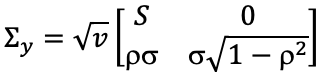 Σ_y = √v [ S 0
ρσ σ√1 − ρ² ]